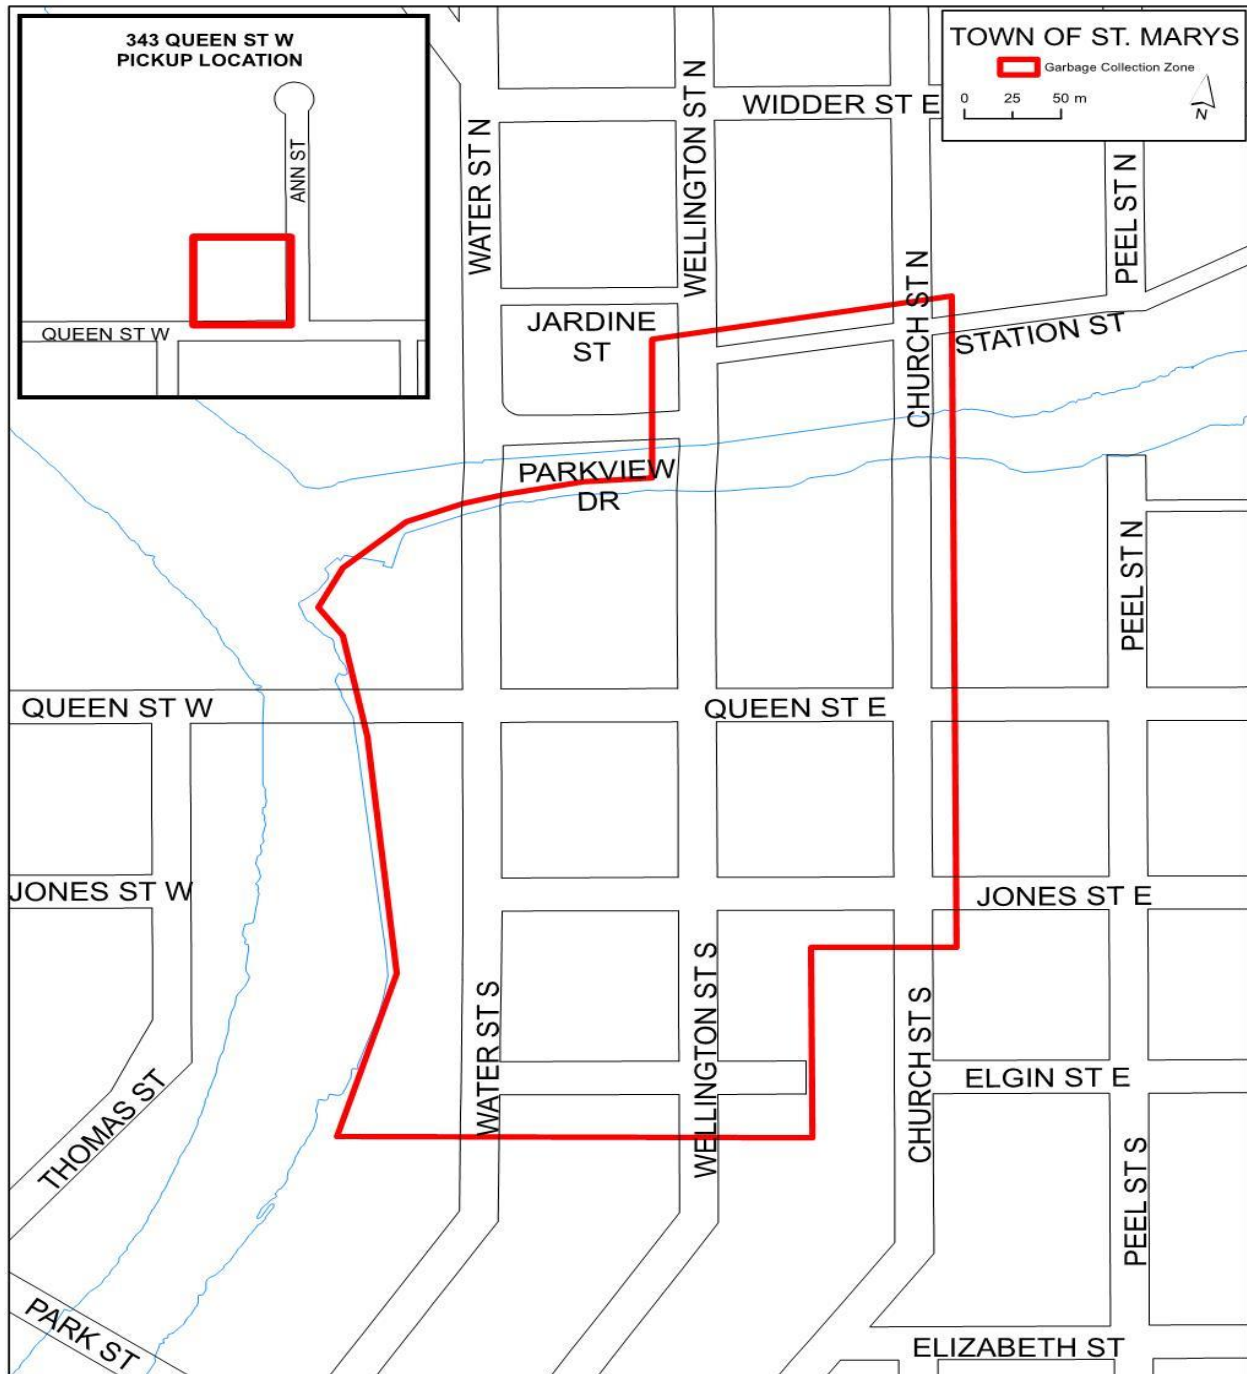 343 QUEEN ST W
PICKUP LOCATION
ANN ST
QUEEN ST W
TOWN OF ST. MARYS
Garbage Collection Zone
0 25 50 m
N
WIDDER ST E
WATER ST N
WELLINGTON ST N
PEEL ST N
CHURCH ST N
JARDINE
ST
STATION ST
PARKVIEW
DR
PEEL ST N
QUEEN ST W
QUEEN ST E
JONES ST W
JONES ST E
WATER ST S
WELLINGTON ST S
CHURCH ST S
THOMAS ST
ELGIN ST E
PEEL ST S
PARK ST
ELIZABETH ST